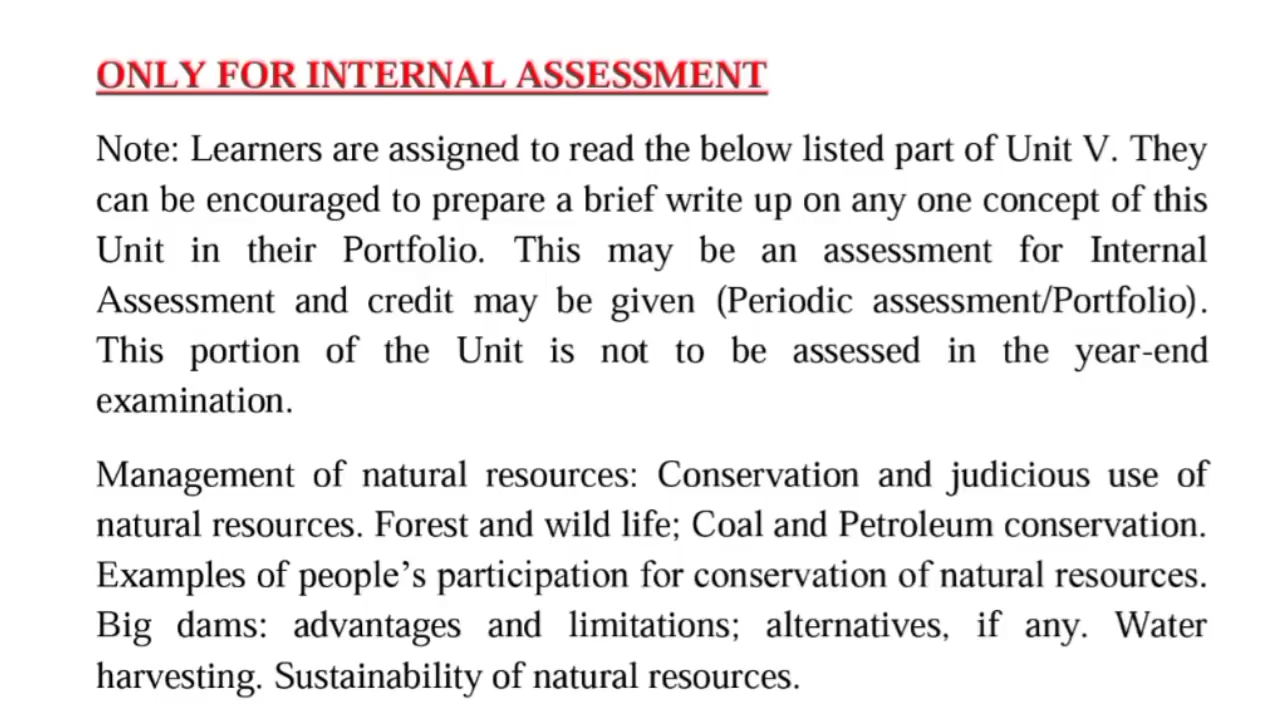 ONLY FOR INTERNAL ASSESSMENT
Note: Learners are assigned to read the below listed part of Unit V. They
can be encouraged to prepare a brief write up on any one concept of this
Unit in their Portfolio. This may be an assessment for Internal
Assessment and credit may be given (Periodic assessment/Portfolio).
This portion of the Unit is not to be assessed in the year-end
examination.
Management of natural resources: Conservation and judicious use of
natural resources. Forest and wild life; Coal and Petroleum conservation.
Examples of people’s participation for conservation of natural resources.
Big dams: advantages and limitations; alternatives, if any. Water
harvesting. Sustainability of natural resources.